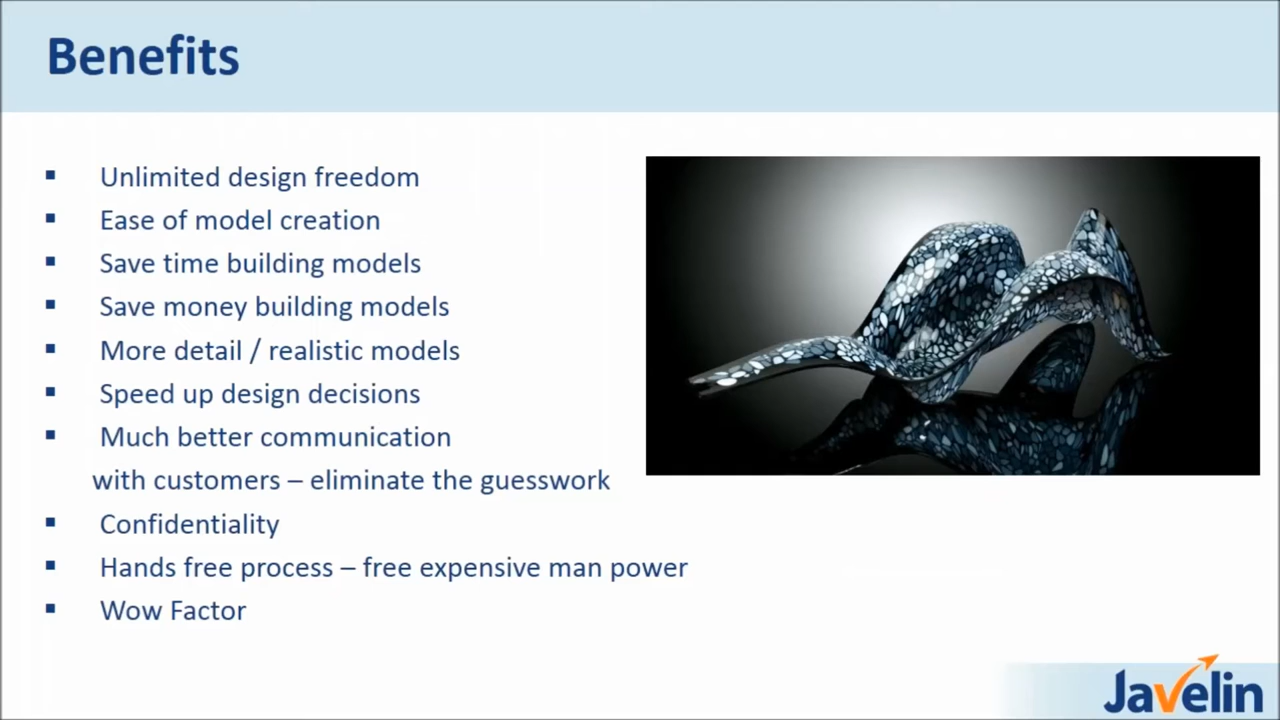 Benefits
Unlimited design freedom
Ease of model creation
Save time building models
Save money building models
More detail / realistic models
Speed up design decisions
Much better communication
with customers – eliminate the guesswork
Confidentiality
Hands free process – free expensive man power
Wow Factor
Javelin